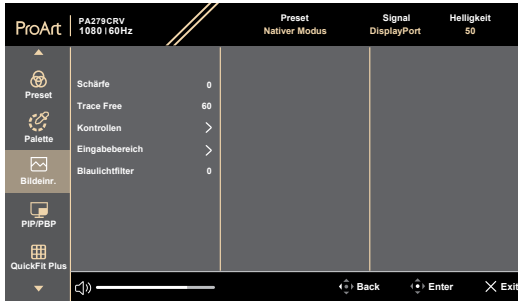 ProArt
PA279CRV
1080 | 60Hz
Preset
Nativer Modus
Signal
DisplayPort
Helligkeit
50
Preset
Palette
Bildeinr.
PIP/PBP
QuickFit Plus
Schärfe 0
Trace Free 60
Kontrollen
Eingabebereich
Blaulichtfilter 0
Back
Enter
Exit